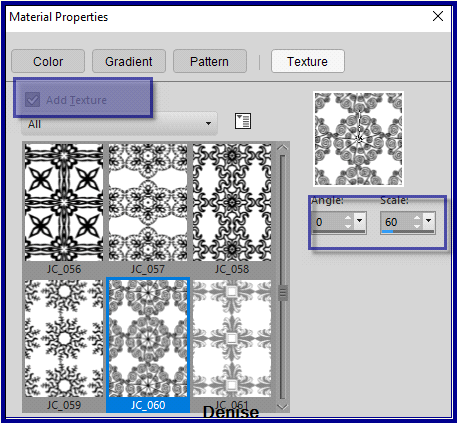 Material Properties
Color Gradient Pattern Texture
Add Texture
All
Angle: Scale:
0 60
JC_056 JC_057 JC_058
JC_059 JC_060 JC_061
Denise